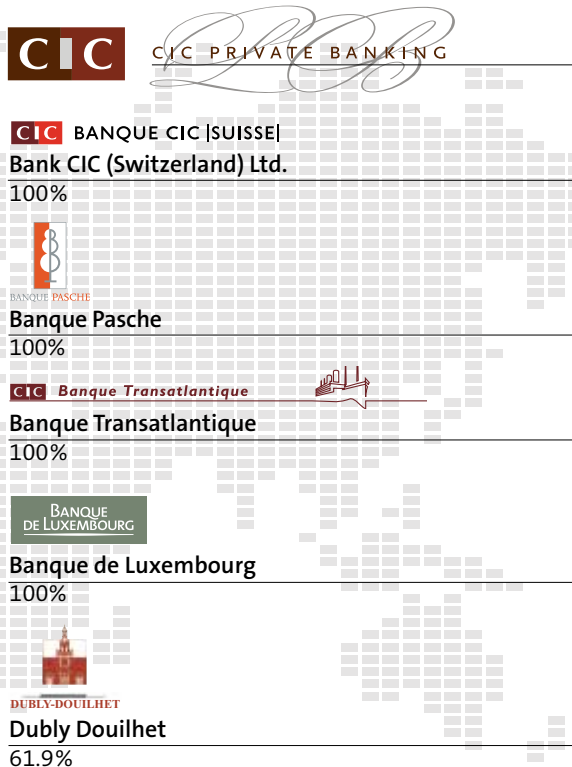 CIC CIC PRIVATE BANKING
CIC BANQUE CIC |SUISSE|
Bank CIC (Switzerland) Ltd.
100%
BANQUE PASCHE
Banque Pasche
100%
CIC Banque Transatlantique
Banque Transatlantique
100%
BANQUE
DE LUXEMBOURG
Banque de Luxembourg
100%
DUBLY-DOUILHET
Dubly Douilhet
61.9%